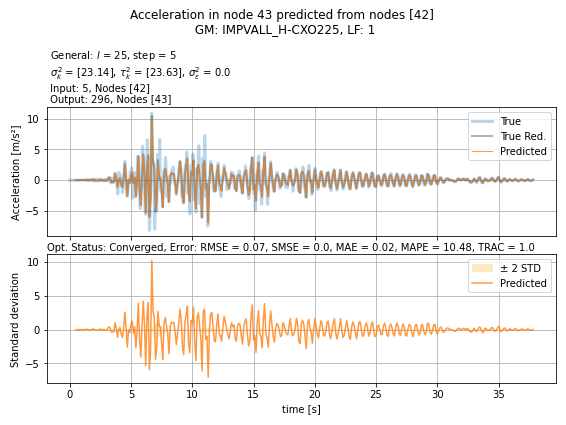 Acceleration in node 43 predicted from nodes [42]
GM: IMPVALL_H-CXO225, LF: 1
General: l = 25, step = 5
σ²ₖ = [23.14], τ²ₖ = [23.63], σ²ε = 0.0
Input: 5, Nodes [42]
Output: 296, Nodes [43]
Acceleration [m/s²]
10
5
0
−5
True
True Red.
Predicted
Opt. Status: Converged, Error: RMSE = 0.07, SMSE = 0.0, MAE = 0.02, MAPE = 10.48, TRAC = 1.0
Standard deviation
10
5
0
−5
± 2 STD
Predicted
0 5 10 15 20 25 30 35
time [s]